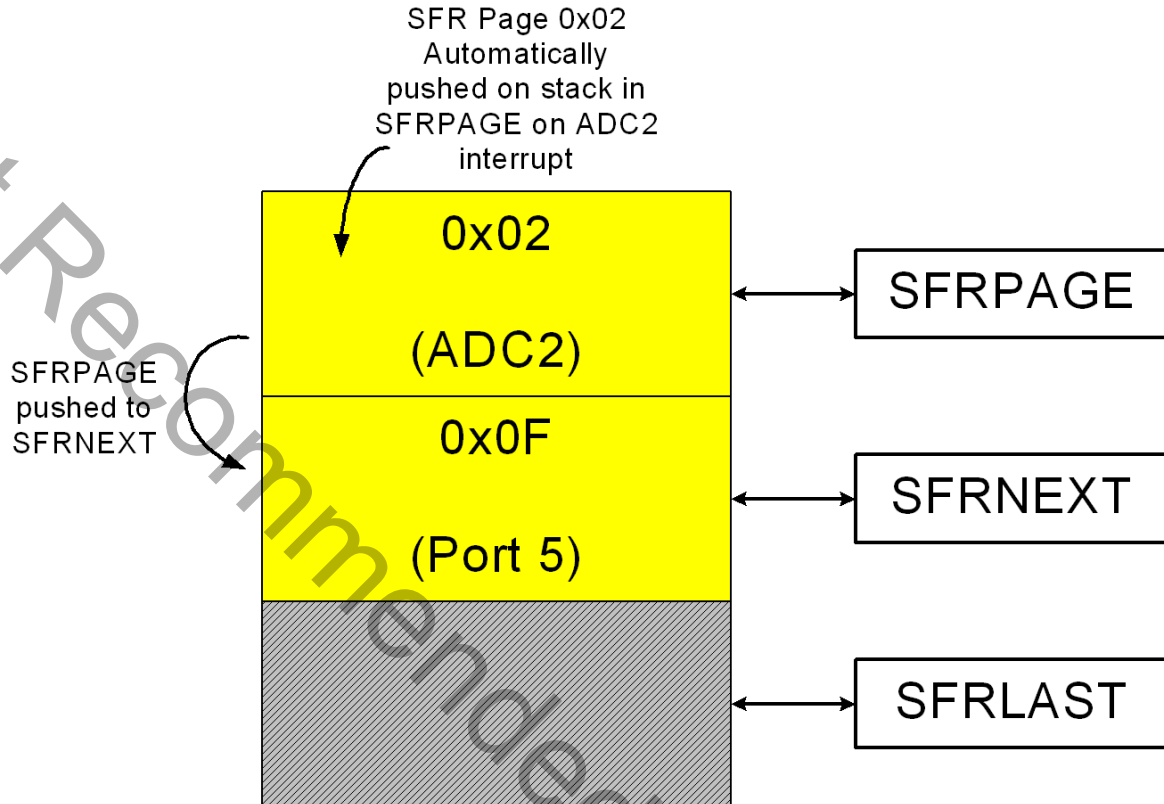 SFR Page 0x02
Automatically
pushed on stack in
SFRPAGE on ADC2
interrupt
0x02
(ADC2)
SFRPAGE
SFRPAGE
pushed to
SFRNEXT
0x0F
(Port 5)
SFRNEXT
SFRLAST
Recommended